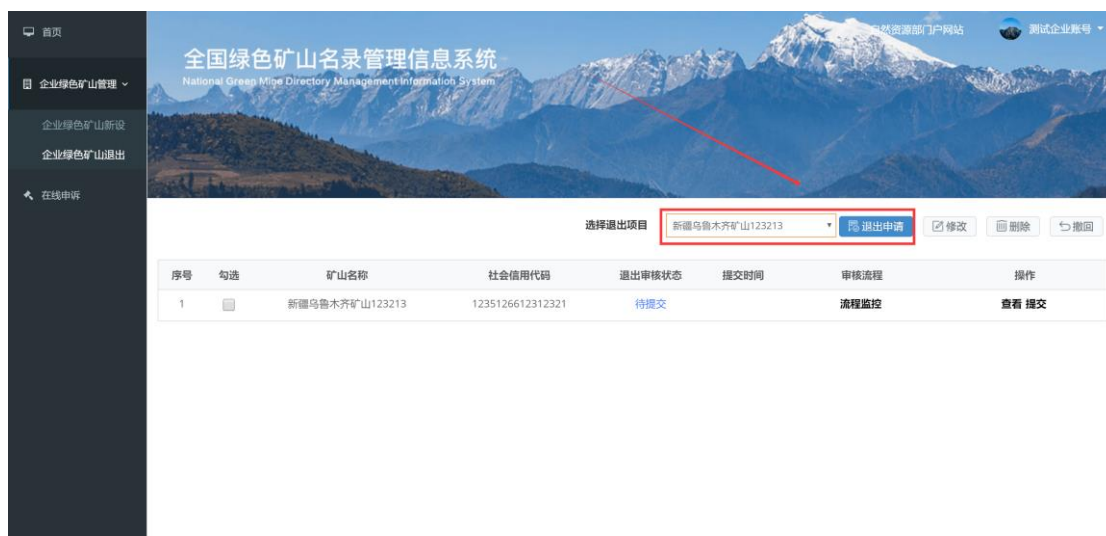 首页
自然资源部门户网站
测试企业账号
全国绿色矿山名录管理信息系统
National Green Mine Directory Management Information System
企业绿色矿山管理
企业绿色矿山新设
企业绿色矿山退出
在线申诉
选择退出项目 新疆乌鲁木齐矿山123213 退出申请 修改 删除 撤回
序号 勾选 矿山名称 社会信用代码 退出审核状态 提交时间 审核流程 操作
1 新疆乌鲁木齐矿山123213 1235126612312321 待提交 流程监控 查看 提交